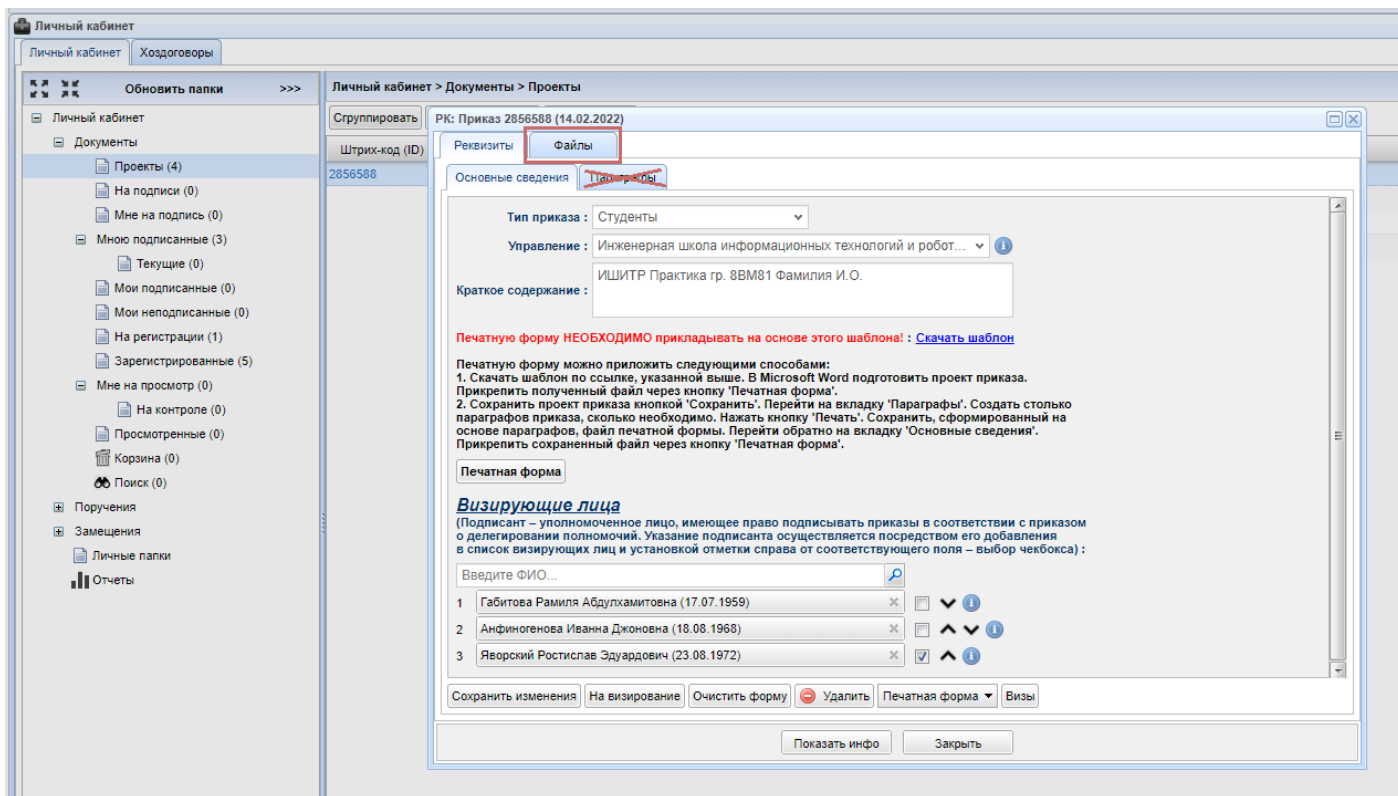 Личный кабинет
Личный кабинет Хоздоговоры
Обновить папки >>>
Личный кабинет
Документы
Проекты (4)
На подписи (0)
Мне на подпись (0)
Мною подписанные (3)
Текущие (0)
Мои подписанные (0)
Мои неподписанные (0)
На регистрации (1)
Зарегистрированные (5)
Мне на просмотр (0)
На контроле (0)
Просмотренные (0)
Корзина (0)
Поиск (0)
Поручения
Замещения
Личные папки
Отчеты
Личный кабинет > Документы > Проекты
Сгруппировать
Штрих-код (ID)
2856588
РК: Приказ 2856588 (14.02.2022)
Реквизиты Файлы
Основные сведения Параграфы
Тип приказа : Студенты
Управление : Инженерная школа информационных технологий и робот...
Краткое содержание : ИШИТР Практика гр. 8ВМ81 Фамилия И.О.
Печатную форму НЕОБХОДИМО прикладывать на основе этого шаблона! : Скачать шаблон
Печатную форму можно приложить следующими способами:
1. Скачать шаблон по ссылке, указанной выше. В Microsoft Word подготовить проект приказа.
Прикрепить полученный файл через кнопку 'Печатная форма'.
2. Сохранить проект приказа кнопкой 'Сохранить'. Перейти на вкладку 'Параграфы'. Создать столько
параграфов приказа, сколько необходимо. Нажать кнопку 'Печать'. Сохранить, сформированный на
основе параграфов, файл печатной формы. Перейти обратно на вкладку 'Основные сведения'.
Прикрепить сохраненный файл через кнопку 'Печатная форма'.
Печатная форма
Визирующие лица
(Подписант – уполномоченное лицо, имеющее право подписывать приказы в соответствии с приказом
о делегировании полномочий. Указание подписанта осуществляется посредством его добавления
в список визирующих лиц и установкой отметки справа от соответствующего поля – выбор чекбокса) :
Введите ФИО...
1 Габитова Рамиля Абдулхамитовна (17.07.1959)
2 Анфиногенова Иванна Джоновна (18.08.1968)
3 Яворский Ростислав Эдуардович (23.08.1972)
Сохранить изменения На визирование Очистить форму Удалить Печатная форма Визы
Показать инфо Закрыть